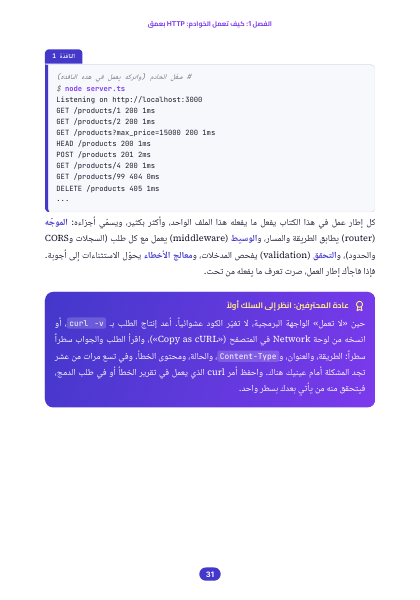 الفصل 1: كيف تعمل الخوادم: HTTP بعمق
النافذة 1
# شغّل الخادم (واتركه يعمل في هذه النافذة)
$ node server.ts
Listening on http://localhost:3000
GET /products/1 200 1ms
GET /products/2 200 1ms
GET /products?max_price=15000 200 1ms
HEAD /products 200 1ms
POST /products 201 2ms
GET /products/4 200 1ms
GET /products/99 404 0ms
DELETE /products 405 1ms
...
كل إطار عمل في هذا الكتاب يفعل ما يفعله هذا الملف الواحد، وأكثر بكثير، ويسمّي أجزاءه: الموجّه
(router) يطابق الطريقة والمسار، والوسيط (middleware) يعمل مع كل طلب (السجلات وCORS
والحدود)، والتحقق (validation) يفحص المدخلات، ومعالج الأخطاء يحوّل الاستثناءات إلى أجوبة.
فإذا فاجأك إطار العمل، صرت تعرف ما يفعله من تحت.
عادة المحترفين: انظر إلى السلك أولاً
حين «لا تعمل» الواجهة البرمجية، لا تغيّر الكود عشوائياً. أعد إنتاج الطلب بـ curl -v، أو
انسخه من لوحة Network في المتصفح («Copy as cURL»)، واقرأ الطلب والجواب سطراً
سطراً: الطريقة، والعنوان، وContent-Type، والحالة، ومحتوى الخطأ. وفي تسع مرات من عشر
تجد المشكلة أمام عينيك هناك. واحفظ أمر curl الذي يعمل في تقرير الخطأ أو في طلب الدمج،
فيتحقق منه من يأتي بعدك بسطر واحد.
31